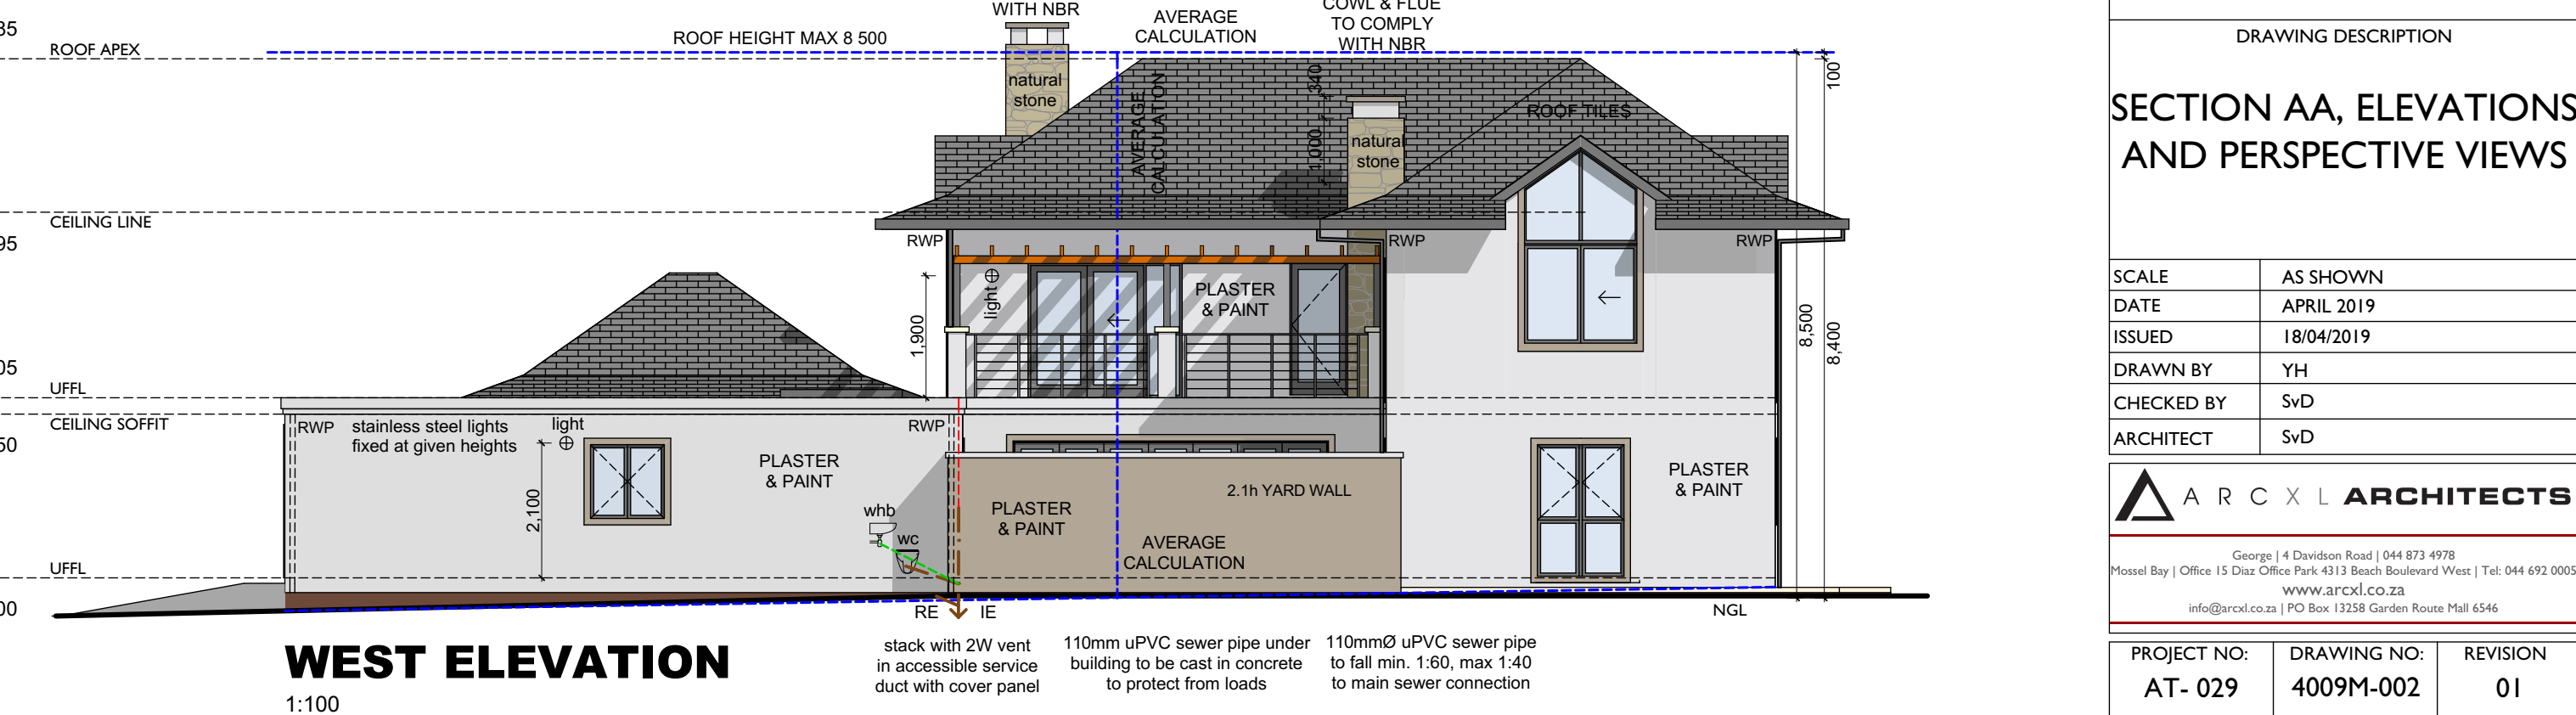 WITH NBR
AVERAGE
CALCULATION
COWL & FLUE
TO COMPLY
WITH NBR
35
ROOF APEX
ROOF HEIGHT MAX 8 500
100
natural
stone
AVERAGE
CALCULATION
340
1,000
natural
stone
ROOF TILES
CEILING LINE
95
RWP
RWP
RWP
light
PLASTER
& PAINT
1,900
8,500
8,400
05
UFFL
CEILING SOFFIT
50
RWP
stainless steel lights
fixed at given heights
light
RWP
2,100
PLASTER
& PAINT
whb
wc
PLASTER
& PAINT
2.1h YARD WALL
AVERAGE
CALCULATION
PLASTER
& PAINT
UFFL
00
RE
IE
NGL
WEST ELEVATION
1:100
stack with 2W vent
in accessible service
duct with cover panel
110mm uPVC sewer pipe under
building to be cast in concrete
to protect from loads
110mmØ uPVC sewer pipe
to fall min. 1:60, max 1:40
to main sewer connection
DRAWING DESCRIPTION
SECTION AA, ELEVATIONS
AND PERSPECTIVE VIEWS
SCALE AS SHOWN
DATE APRIL 2019
ISSUED 18/04/2019
DRAWN BY YH
CHECKED BY SvD
ARCHITECT SvD
ARCXL ARCHITECTS
George | 4 Davidson Road | 044 873 4978
Mossel Bay | Office 15 Diaz Office Park 4313 Beach Boulevard West | Tel: 044 692 0005
www.arcxl.co.za
info@arcxl.co.za | PO Box 13258 Garden Route Mall 6546
PROJECT NO: DRAWING NO: REVISION
AT- 029 4009M-002 01